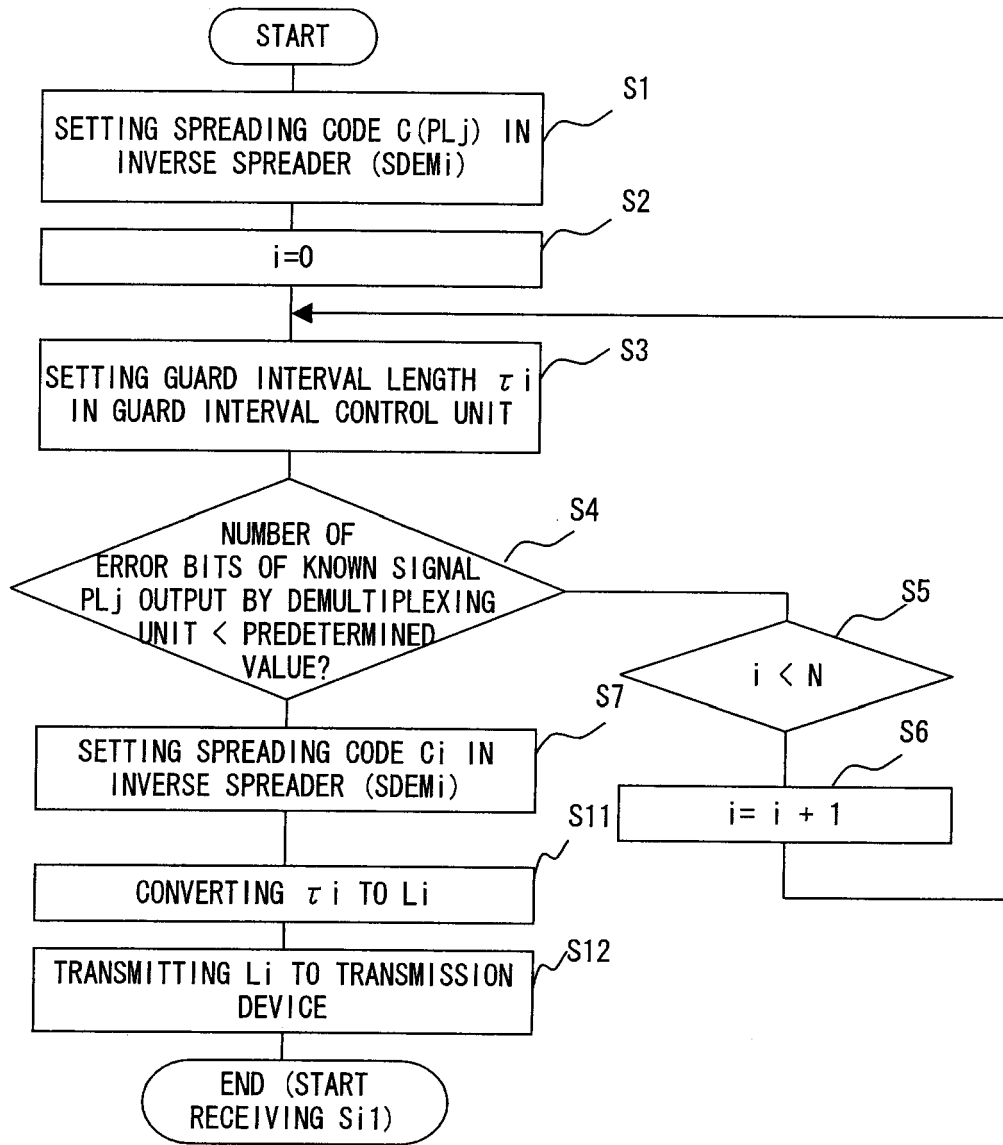 START
S1
SETTING SPREADING CODE C(PLj) IN
INVERSE SPREADER (SDEMi)
S2
i=0
S3
SETTING GUARD INTERVAL LENGTH τi
IN GUARD INTERVAL CONTROL UNIT
S4
NUMBER OF
ERROR BITS OF KNOWN SIGNAL
PLj OUTPUT BY DEMULTIPLEXING
UNIT < PREDETERMINED
VALUE?
S5
i < N
S6
i= i + 1
S7
SETTING SPREADING CODE Ci IN
INVERSE SPREADER (SDEMi)
S11
CONVERTING τi TO Li
S12
TRANSMITTING Li TO TRANSMISSION
DEVICE
END (START
RECEIVING Si1)